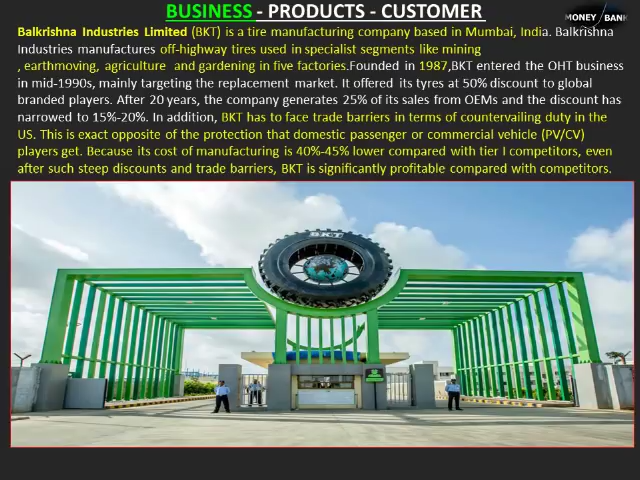 BUSINESS - PRODUCTS - CUSTOMER
MONEY BANK
Balkrishna Industries Limited (BKT) is a tire manufacturing company based in Mumbai, India. Balkrishna
Industries manufactures off-highway tires used in specialist segments like mining
, earthmoving, agriculture and gardening in five factories.Founded in 1987,BKT entered the OHT business
in mid-1990s, mainly targeting the replacement market. It offered its tyres at 50% discount to global
branded players. After 20 years, the company generates 25% of its sales from OEMs and the discount has
narrowed to 15%-20%. In addition, BKT has to face trade barriers in terms of countervailing duty in the
US. This is exact opposite of the protection that domestic passenger or commercial vehicle (PV/CV)
players get. Because its cost of manufacturing is 40%-45% lower compared with tier I competitors, even
after such steep discounts and trade barriers, BKT is significantly profitable compared with competitors.
BKT